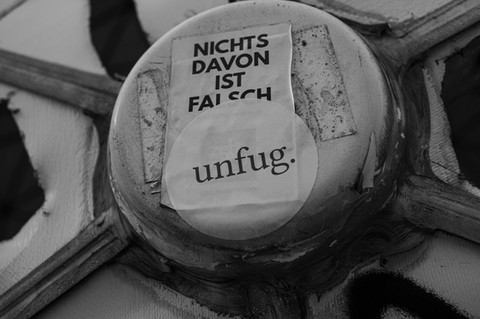 NICHTS
DAVON
IST
FALSCH
unfug.